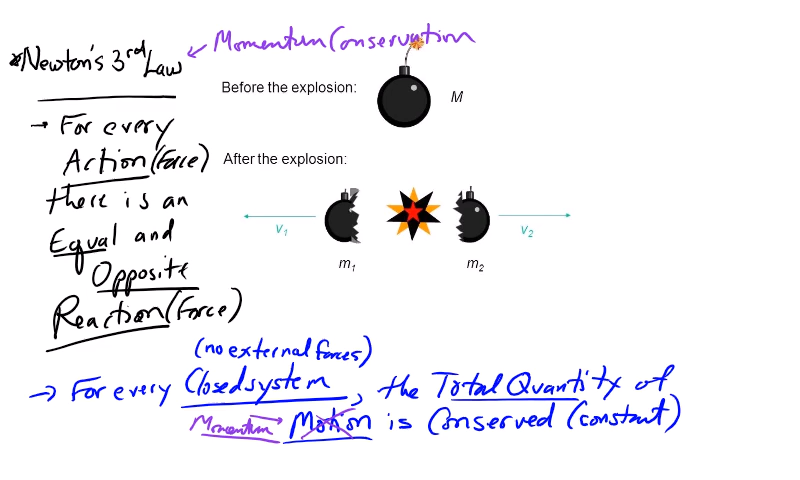 *Newton's 3rd Law
Momentum Conservation
Before the explosion:
M
→ For every
Action (Force)
there is an
Equal and
Opposite
Reaction (Force)
After the explosion:
v1
v2
m1
m2
(no external forces)
→ For every Closed system, the Total Quantity of
Momentum Motion is Conserved (constant)